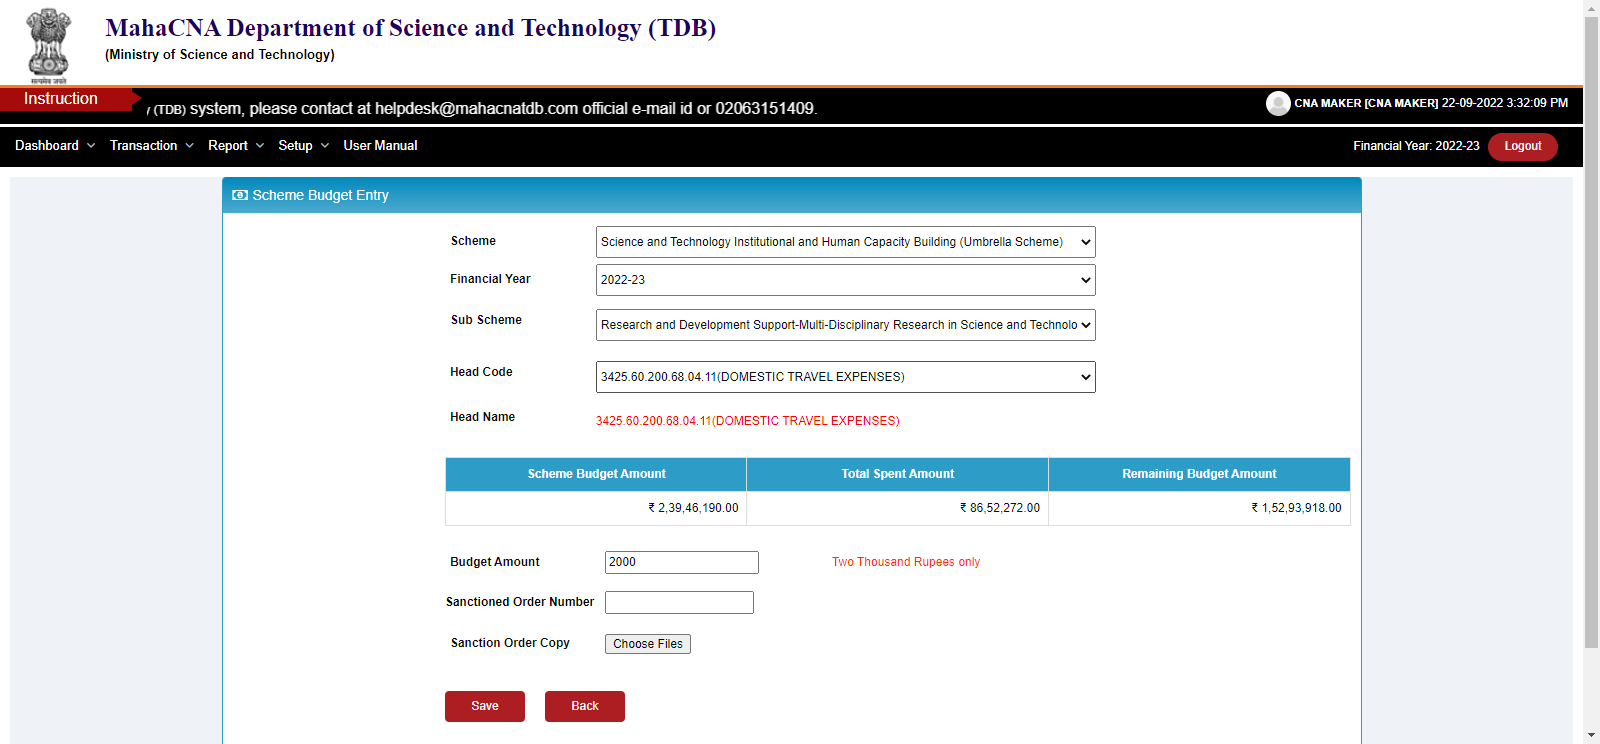 MahaCNA Department of Science and Technology (TDB)
(Ministry of Science and Technology)
सत्यमेव जयते
Instruction
(TDB) system, please contact at helpdesk@mahacnatdb.com official e-mail id or 02063151409.
CNA MAKER [CNA MAKER] 22-09-2022 3:32:09 PM
Dashboard Transaction Report Setup User Manual
Financial Year: 2022-23 Logout
Scheme Budget Entry
Scheme Science and Technology Institutional and Human Capacity Building (Umbrella Scheme)
Financial Year 2022-23
Sub Scheme Research and Development Support-Multi-Disciplinary Research in Science and Technolo
Head Code 3425.60.200.68.04.11(DOMESTIC TRAVEL EXPENSES)
Head Name 3425.60.200.68.04.11(DOMESTIC TRAVEL EXPENSES)
Scheme Budget Amount Total Spent Amount Remaining Budget Amount
₹ 2,39,46,190.00 ₹ 86,52,272.00 ₹ 1,52,93,918.00
Budget Amount 2000 Two Thousand Rupees only
Sanctioned Order Number
Sanction Order Copy Choose Files
Save Back